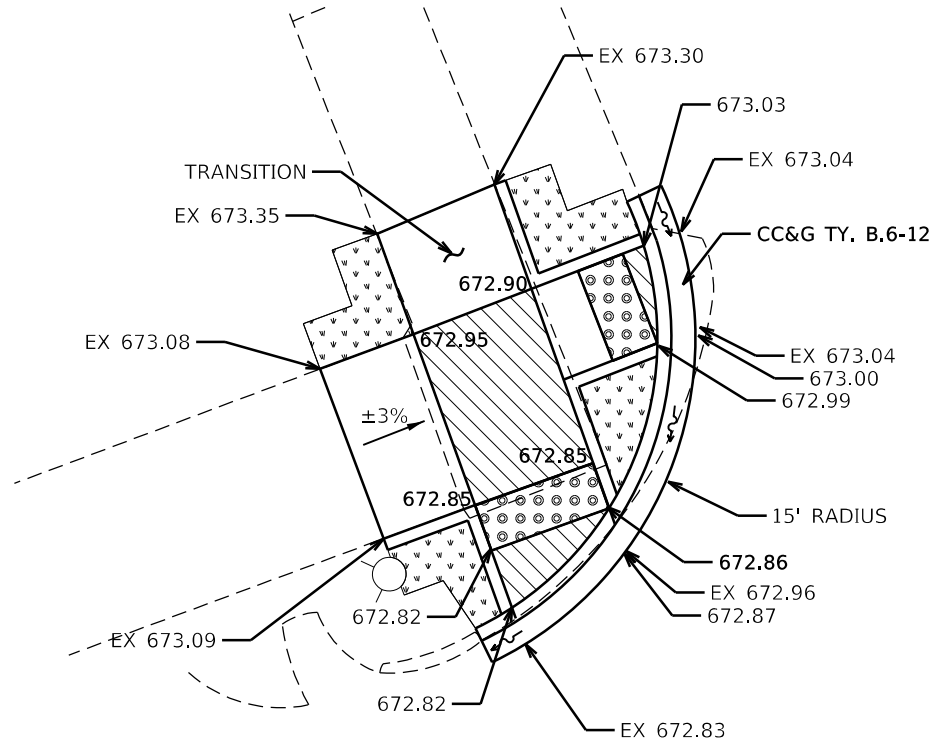 EX 673.30
673.03
EX 673.04
TRANSITION
EX 673.35
CC&G TY. B.6-12
672.90
672.95
EX 673.08
EX 673.04
673.00
672.99
±3%
672.85
672.85
15' RADIUS
672.86
EX 672.96
672.82
672.87
EX 673.09
672.82
EX 672.83